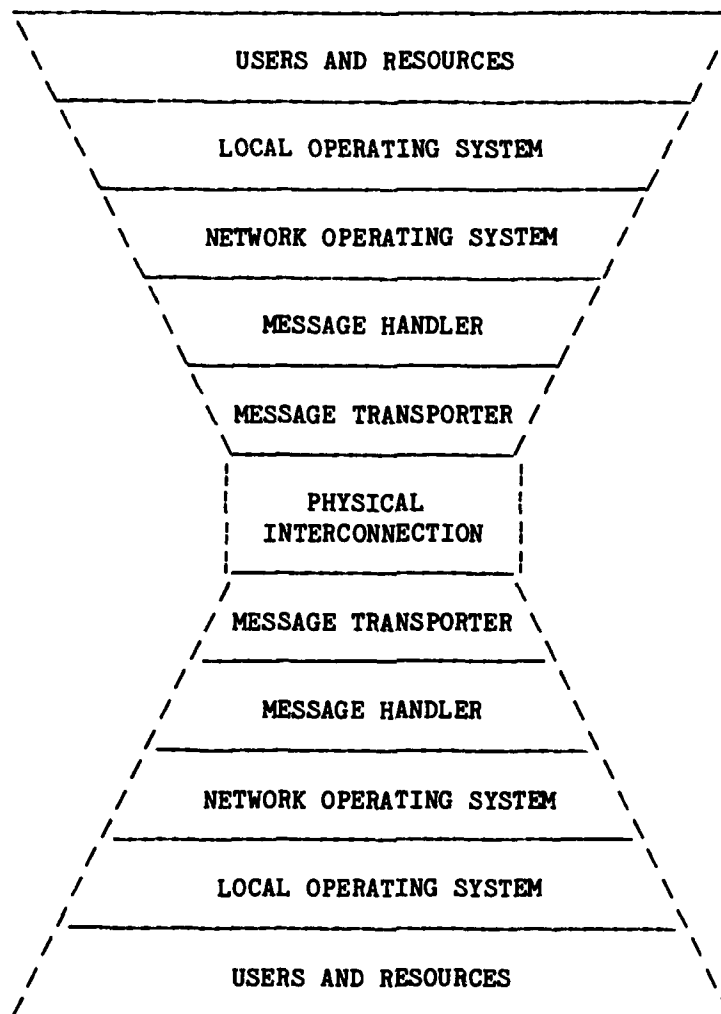 USERS AND RESOURCES
LOCAL OPERATING SYSTEM
NETWORK OPERATING SYSTEM
MESSAGE HANDLER
MESSAGE TRANSPORTER
PHYSICAL
INTERCONNECTION
MESSAGE TRANSPORTER
MESSAGE HANDLER
NETWORK OPERATING SYSTEM
LOCAL OPERATING SYSTEM
USERS AND RESOURCES